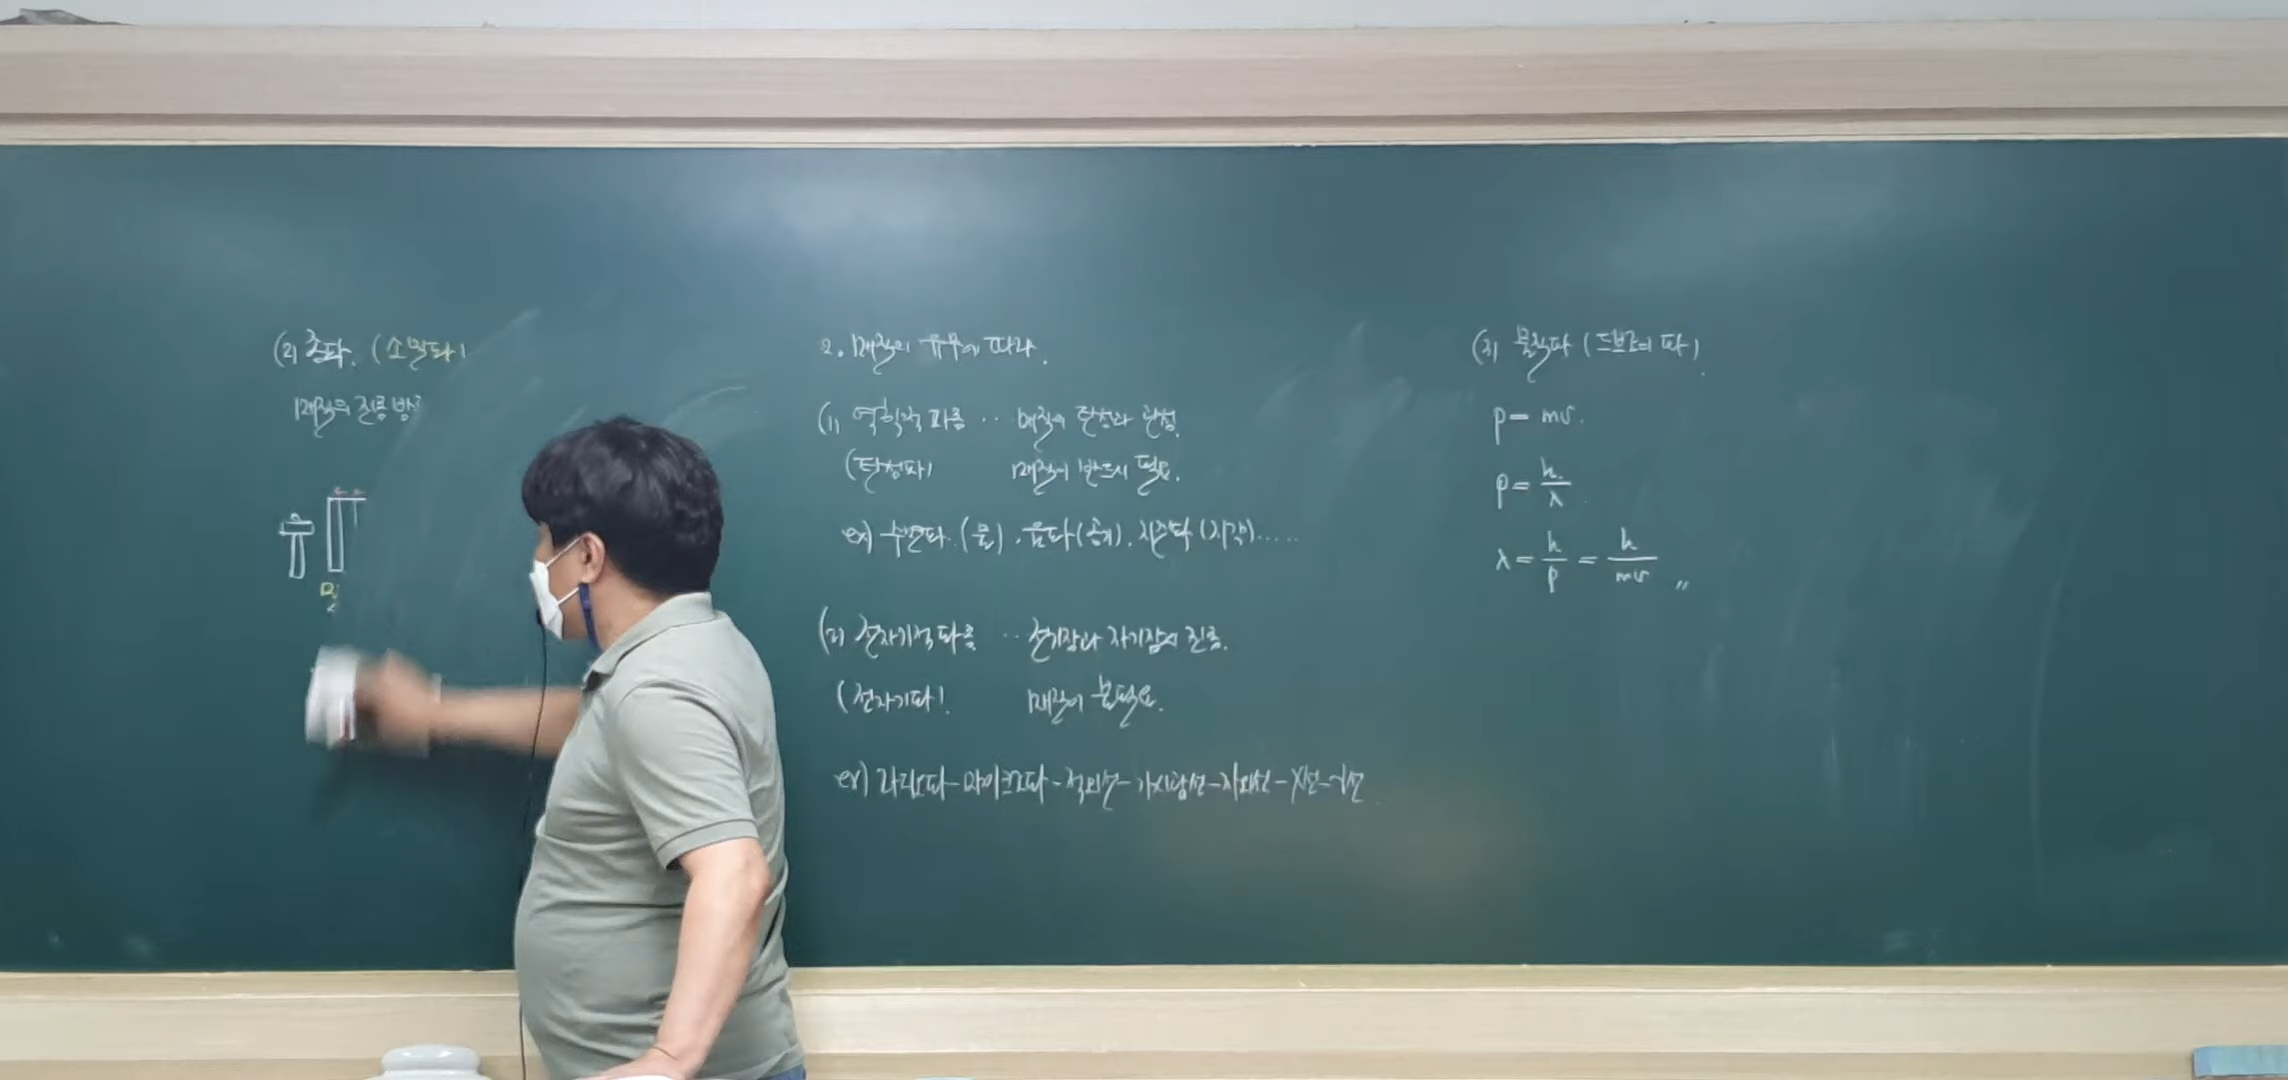 (2) 종파. (소밀파)
매질의 진동 방
2. 매질의 유무에 따라.
(1) 역학적 파동 ‥ 매질의 탄성과 관성.
(탄성파) 매질이 반드시 필요.
ex) 수면파(물), 음파(공기), 지진파(지각).....
(2) 전자기적 파동 ‥ 전기장과 자기장의 진동.
(전자기파) 매질이 불필요.
ex) 라디오파-마이크로파-적외선-가시광선-자외선-X선-γ선
(3) 물질파 (드브로이 파).
p = mv.
p = h/λ
λ = h/p = h/mv 〃